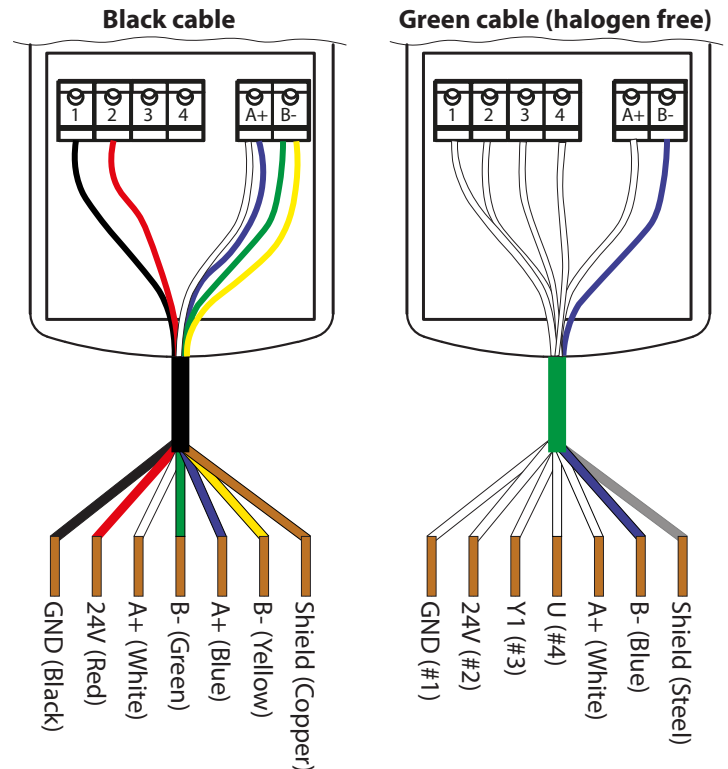 Black cable
1 2 3 4 A+ B-
GND (Black)
24V (Red)
A+ (White)
B- (Green)
A+ (Blue)
B- (Yellow)
Shield (Copper)
Green cable (halogen free)
1 2 3 4 A+ B-
GND (#1)
24V (#2)
Y1 (#3)
U (#4)
A+ (White)
B- (Blue)
Shield (Steel)